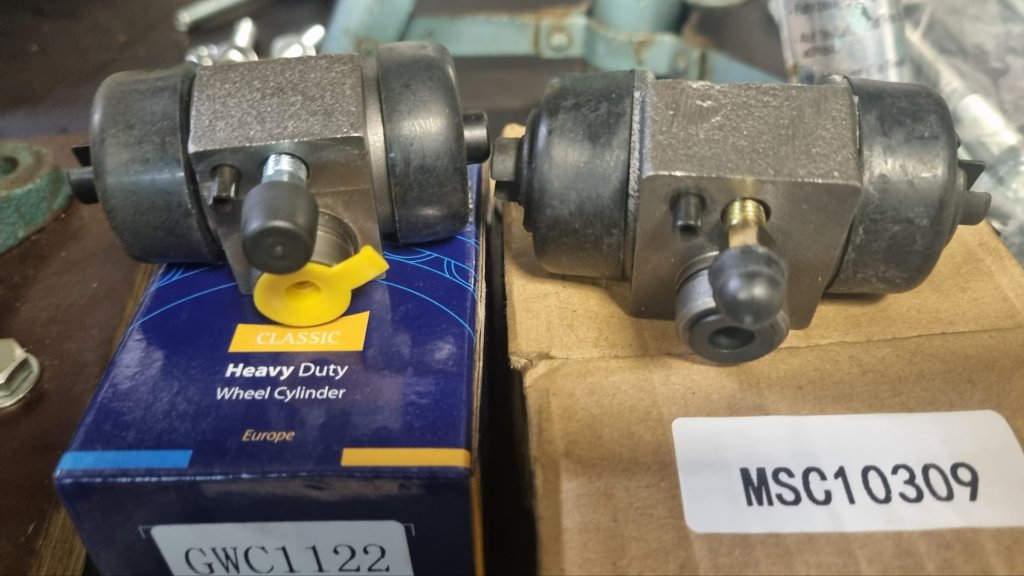 CLASSIC
Heavy Duty
Wheel Cylinder
Europe
GWC1122
MSC10309